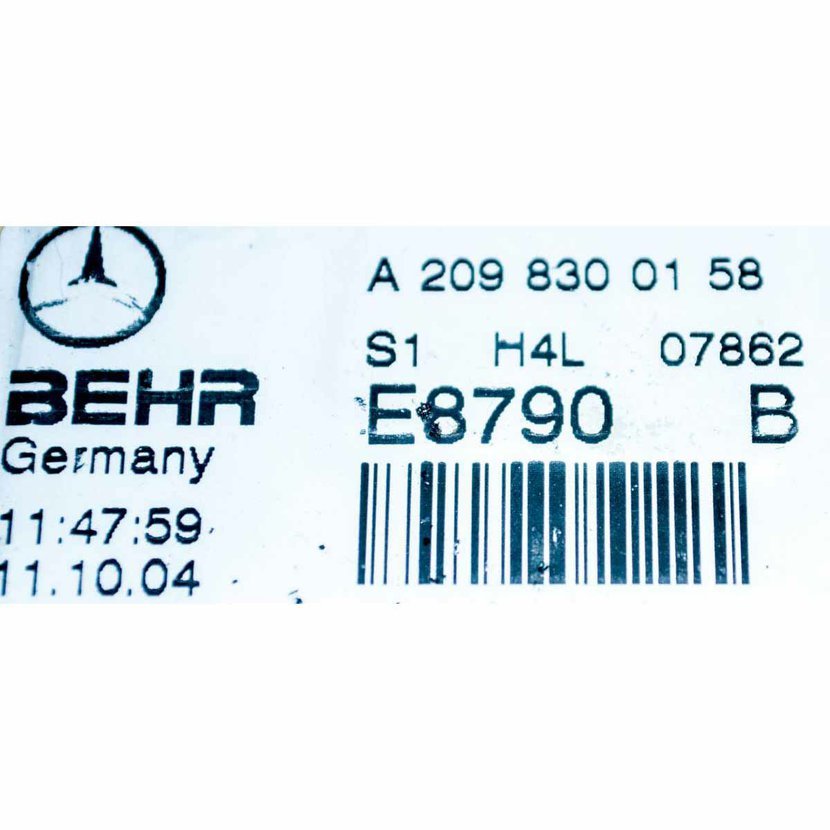 A 209 830 01 58
S1 H4L 07862
BEHR
E8790 B
Germany
11:47:59
11.10.04